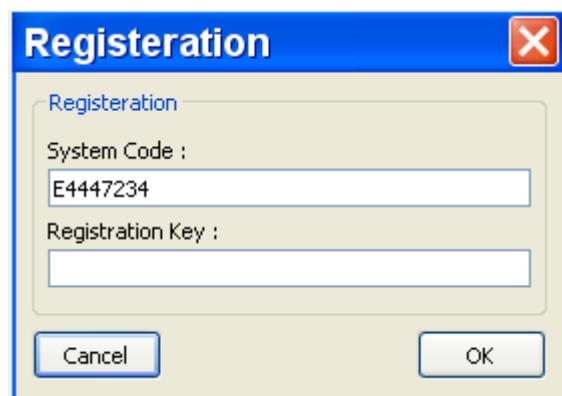 Registeration
Registeration
System Code :
E4447234
Registration Key :
Cancel
OK